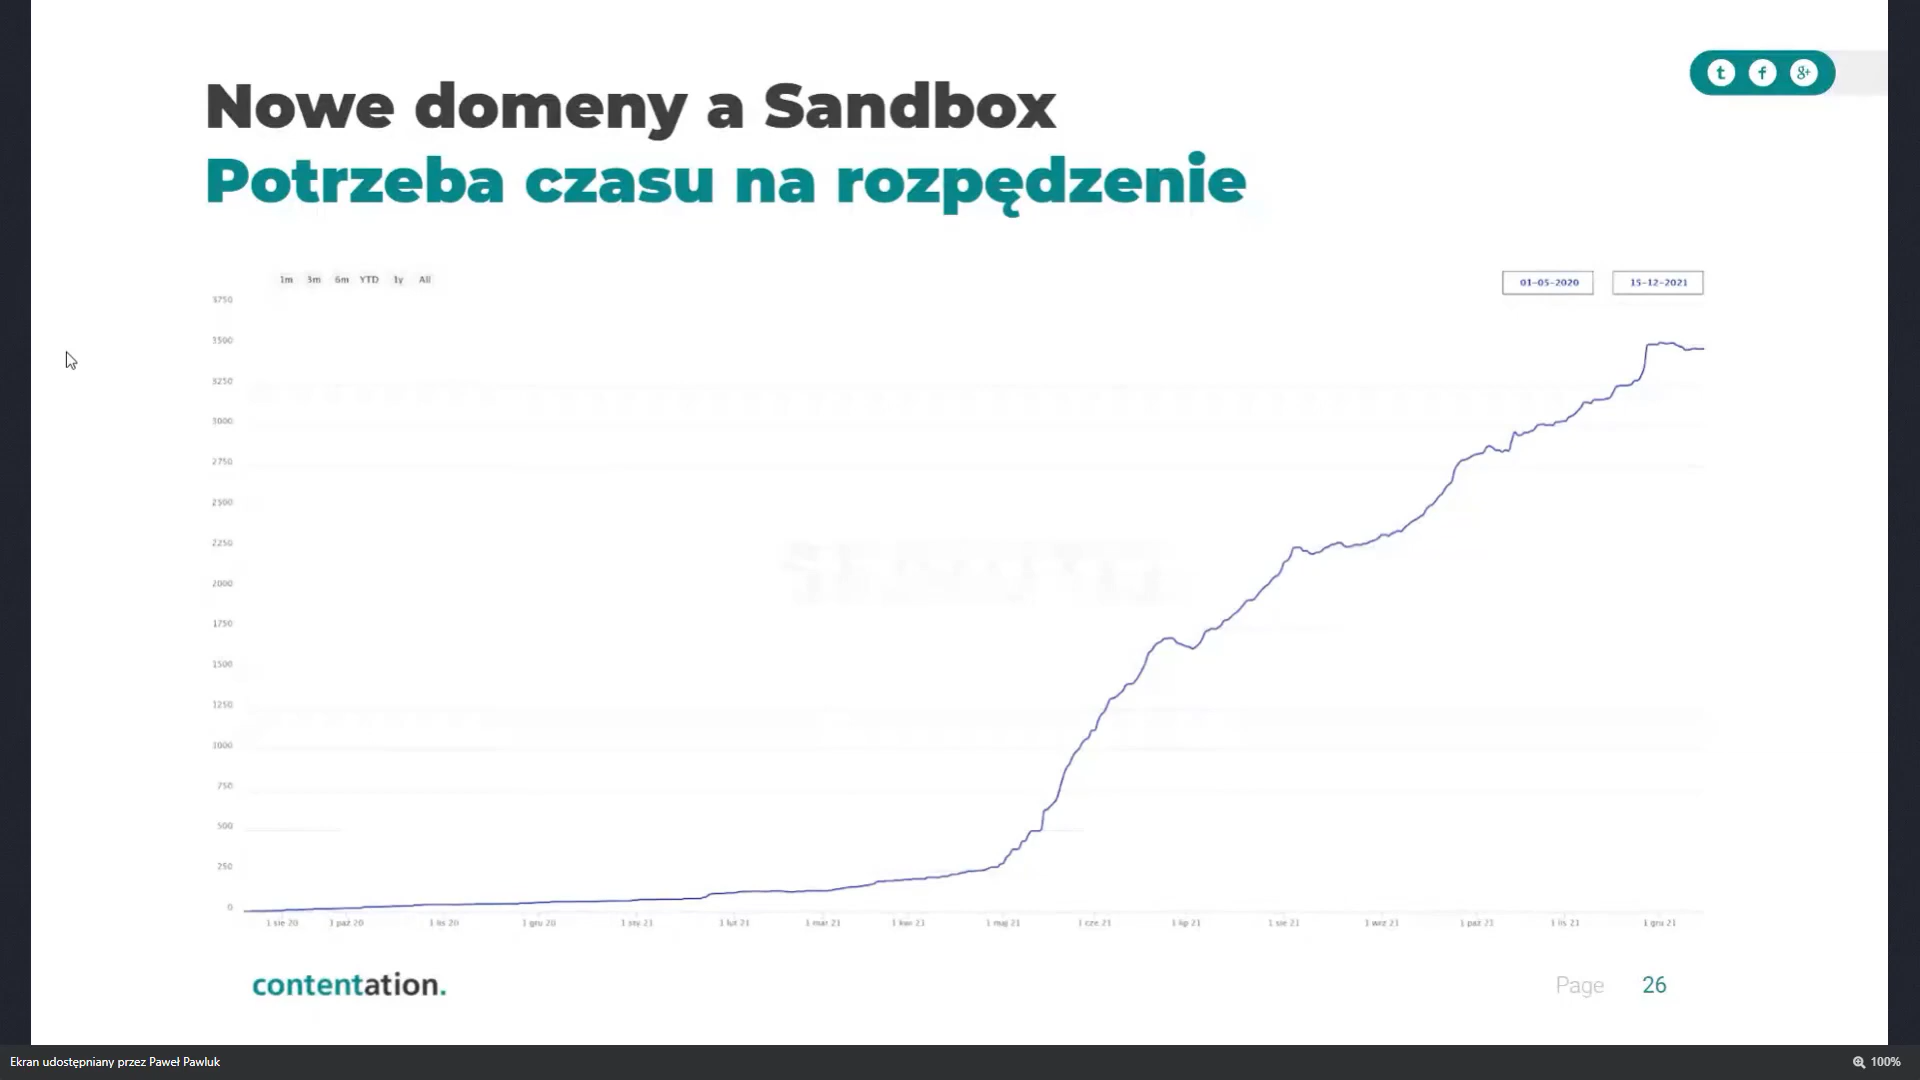 Nowe domeny a Sandbox
Potrzeba czasu na rozpędzenie
1m 3m 6m YTD 1y All
01-05-2020 15-12-2021
3750
3500
3250
3000
2750
2500
2250
2000
1750
1500
1250
1000
750
500
250
0
1 sie 20 1 paź 20 1 lis 20 1 gru 20 1 sty 21 1 lut 21 1 mar 21 1 kwi 21 1 maj 21 1 cze 21 1 lip 21 1 sie 21 1 wrz 21 1 paź 21 1 lis 21 1 gru 21
contentation.
Page 26
Ekran udostępniany przez Paweł Pawluk
100%